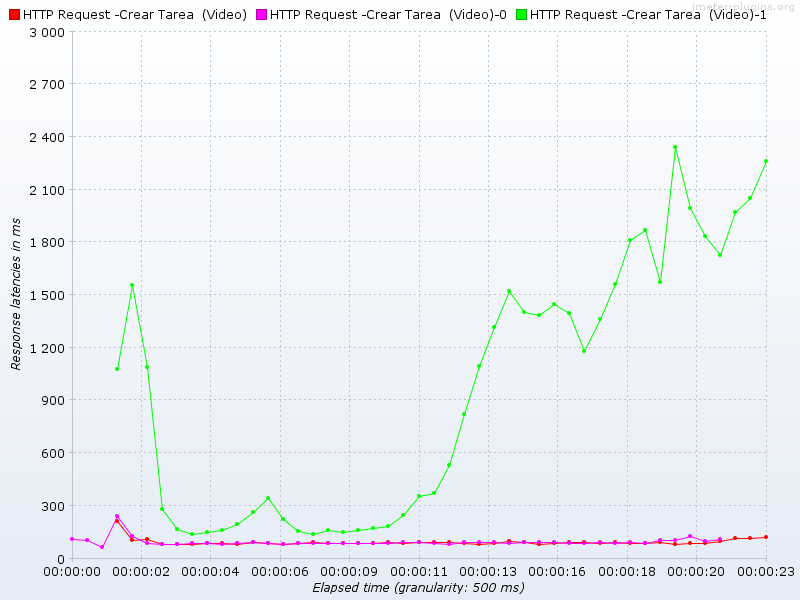 jmeter-plugins.org
HTTP Request -Crear Tarea (Video) HTTP Request -Crear Tarea (Video)-0 HTTP Request -Crear Tarea (Video)-1
3 000
2 700
2 400
2 100
1 800
1 500
1 200
900
600
300
0
Response latencies in ms
00:00:00 00:00:02 00:00:04 00:00:06 00:00:09 00:00:11 00:00:13 00:00:16 00:00:18 00:00:20 00:00:23
Elapsed time (granularity: 500 ms)